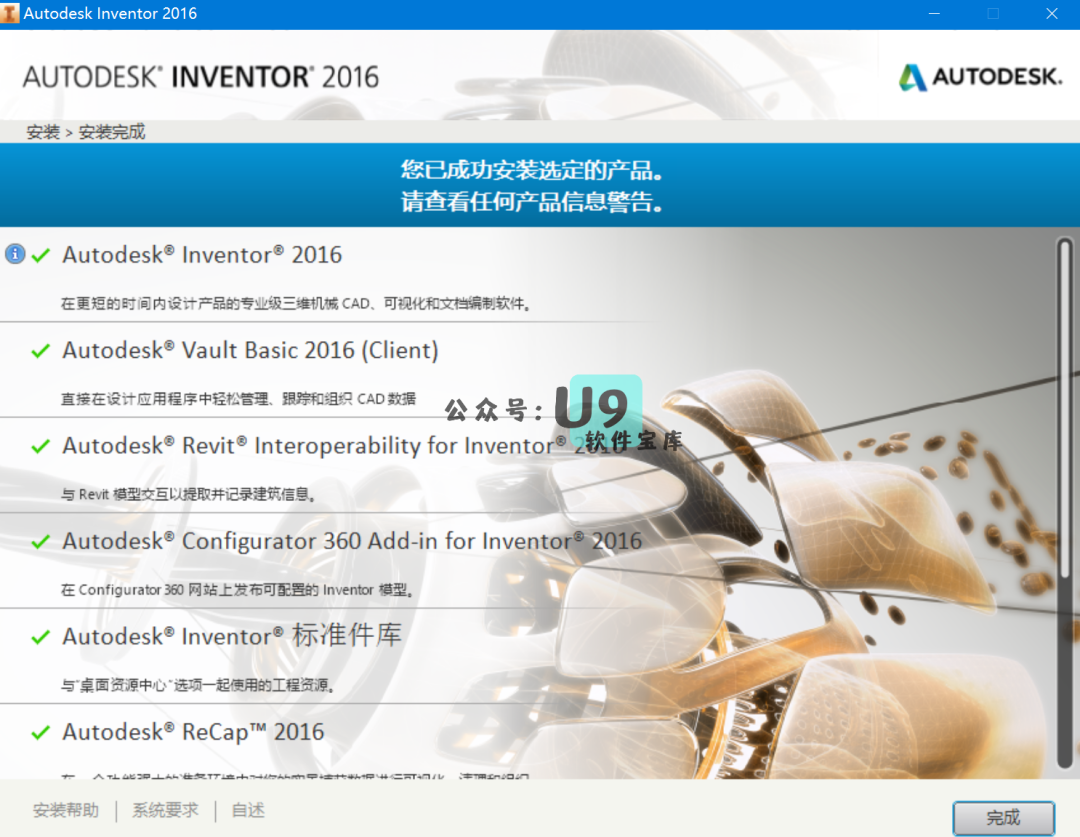 Autodesk Inventor 2016
AUTODESK® INVENTOR® 2016
AUTODESK.
安装 > 安装完成
您已成功安装选定的产品。
请查看任何产品信息警告。
Autodesk® Inventor® 2016
在更短的时间内设计产品的专业级三维机械 CAD、可视化和文档编制软件。
Autodesk® Vault Basic 2016 (Client)
直接在设计应用程序中轻松管理、跟踪和组织 CAD 数据
公众号：U9
软件宝库
Autodesk® Revit® Interoperability for Inventor® 2016
与 Revit 模型交互以提取并记录建筑信息。
Autodesk® Configurator 360 Add-in for Inventor® 2016
在 Configurator 360 网站上发布可配置的 Inventor 模型。
Autodesk® Inventor® 标准件库
与“桌面资源中心”选项一起使用的工程资源。
Autodesk® ReCap™ 2016
安装帮助 | 系统要求 | 自述
完成